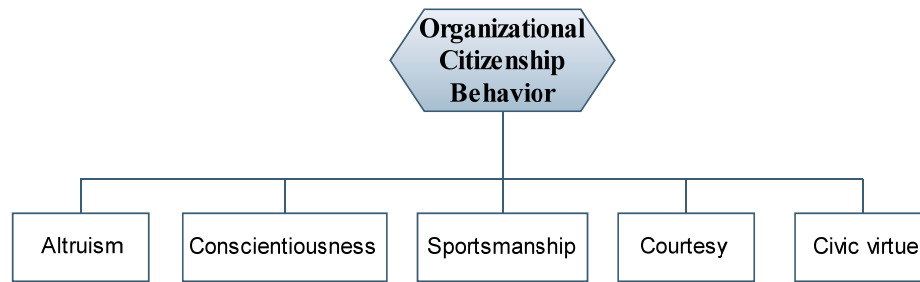 Organizational
Citizenship
Behavior
Altruism
Conscientiousness
Sportsmanship
Courtesy
Civic virtue